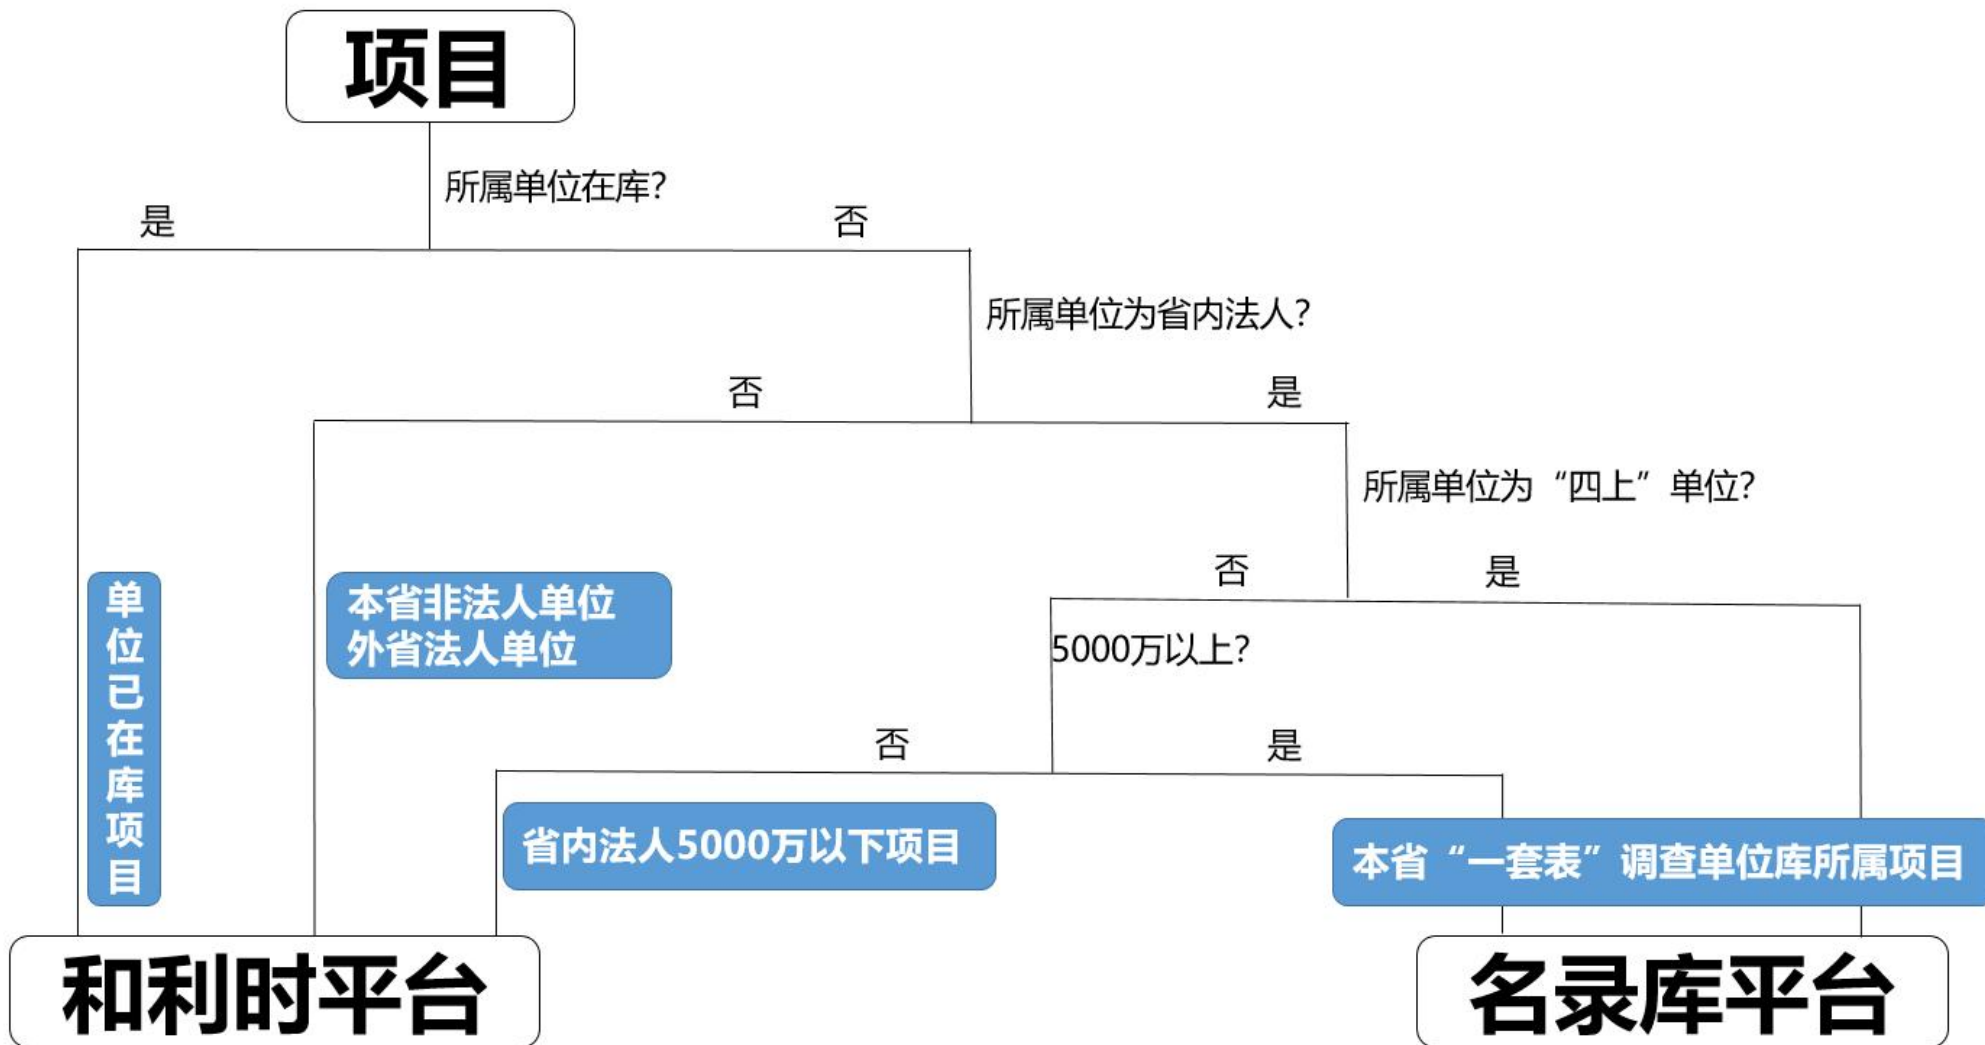 项目
所属单位在库?
是
否
所属单位为省内法人?
否
是
所属单位为“四上”单位?
否
是
单位已在库项目
本省非法人单位
外省法人单位
5000万以上?
否
是
省内法人5000万以下项目
本省“一套表”调查单位库所属项目
和利时平台
名录库平台